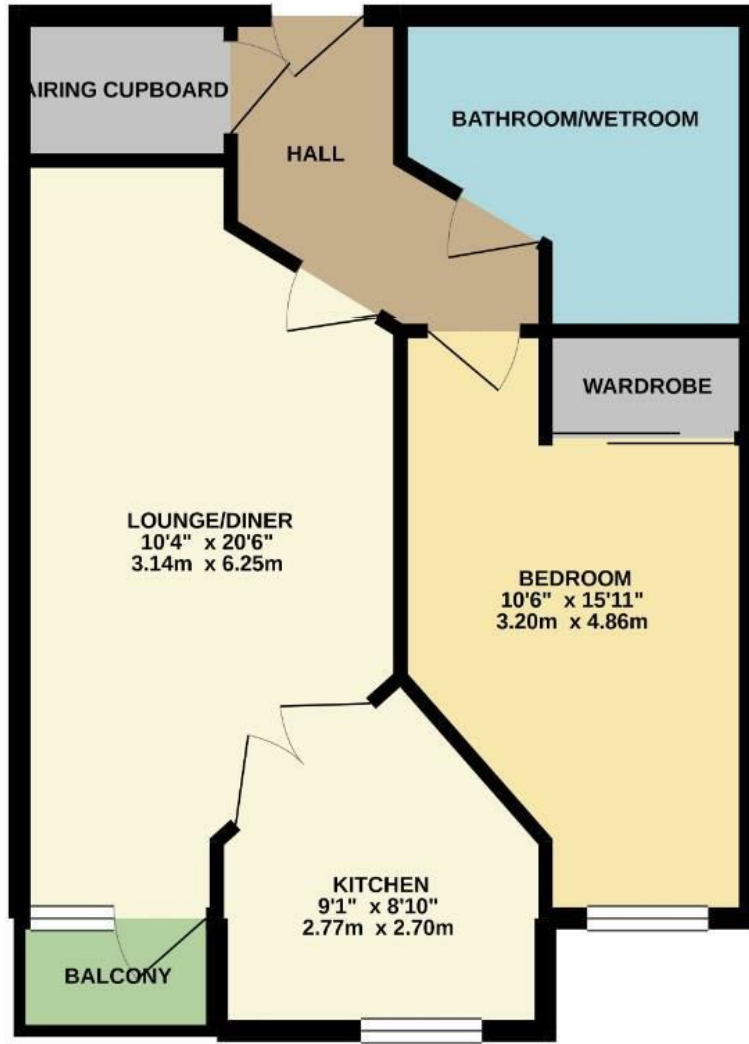 AIRING CUPBOARD
BATHROOM/WETROOM
HALL
WARDROBE
LOUNGE/DINER
10'4" x 20'6"
3.14m x 6.25m
BEDROOM
10'6" x 15'11"
3.20m x 4.86m
KITCHEN
9'1" x 8'10"
2.77m x 2.70m
BALCONY